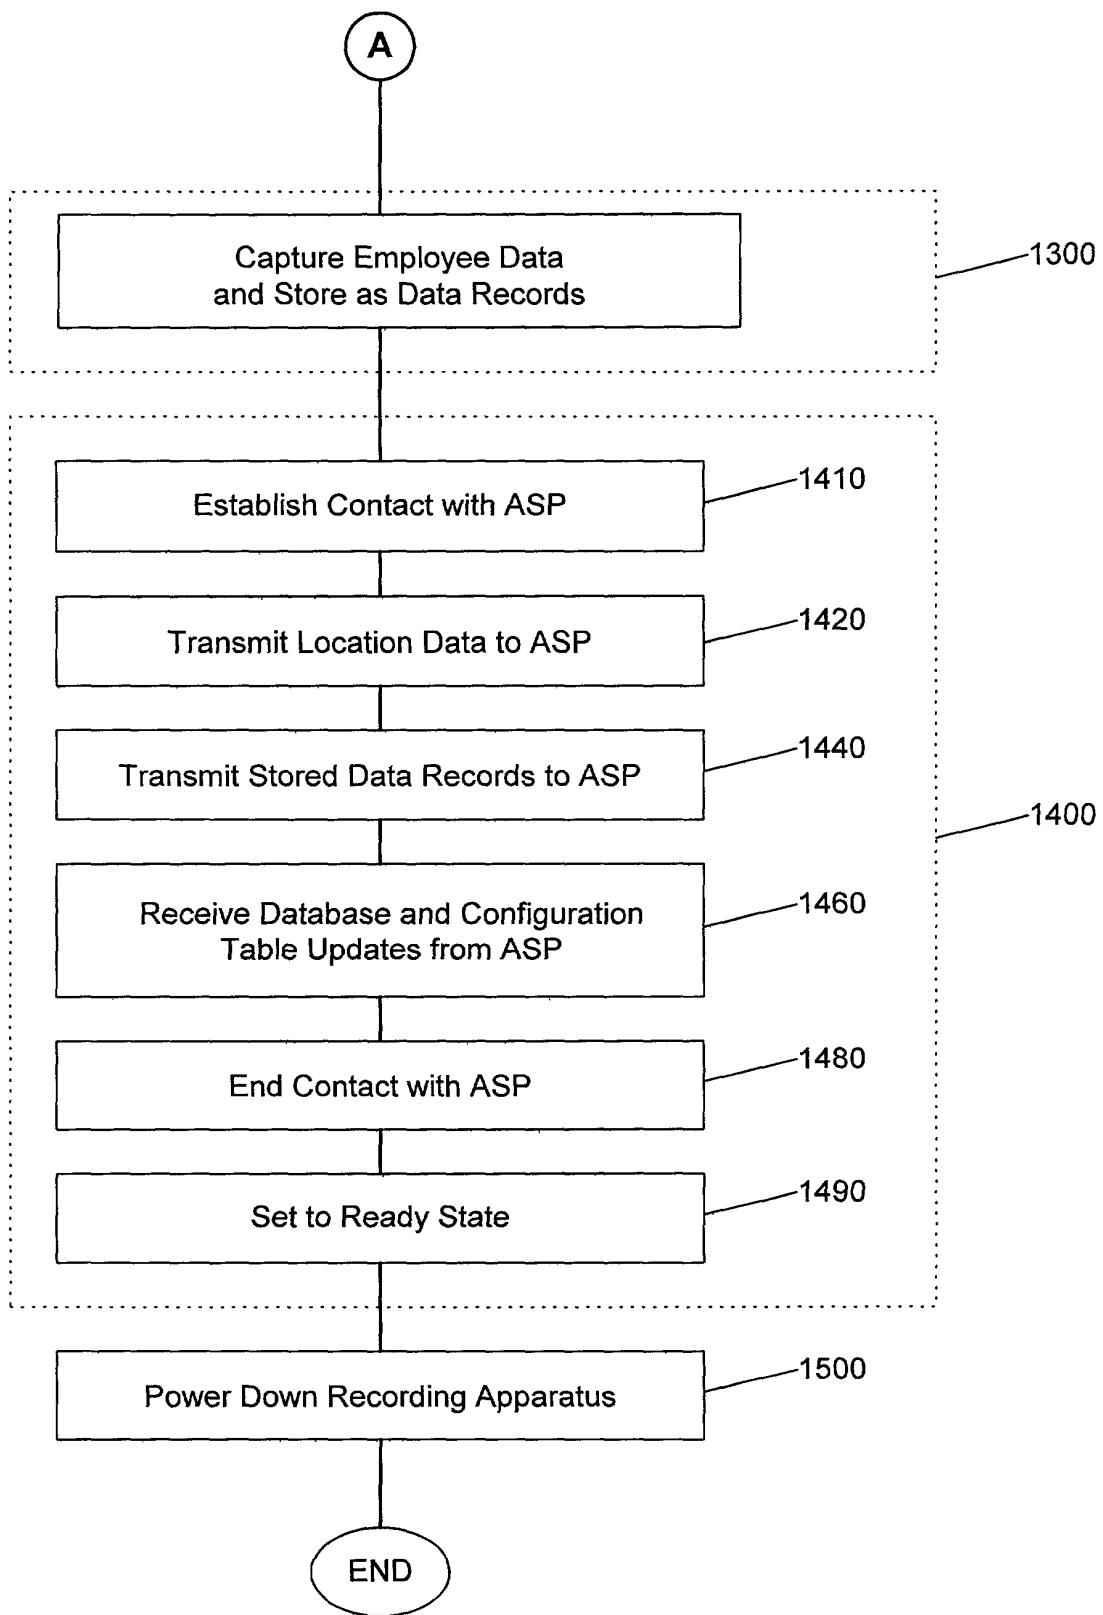 A
Capture Employee Data
and Store as Data Records
1300
Establish Contact with ASP
1410
Transmit Location Data to ASP
1420
Transmit Stored Data Records to ASP
1440
1400
Receive Database and Configuration
Table Updates from ASP
1460
End Contact with ASP
1480
Set to Ready State
1490
Power Down Recording Apparatus
1500
END